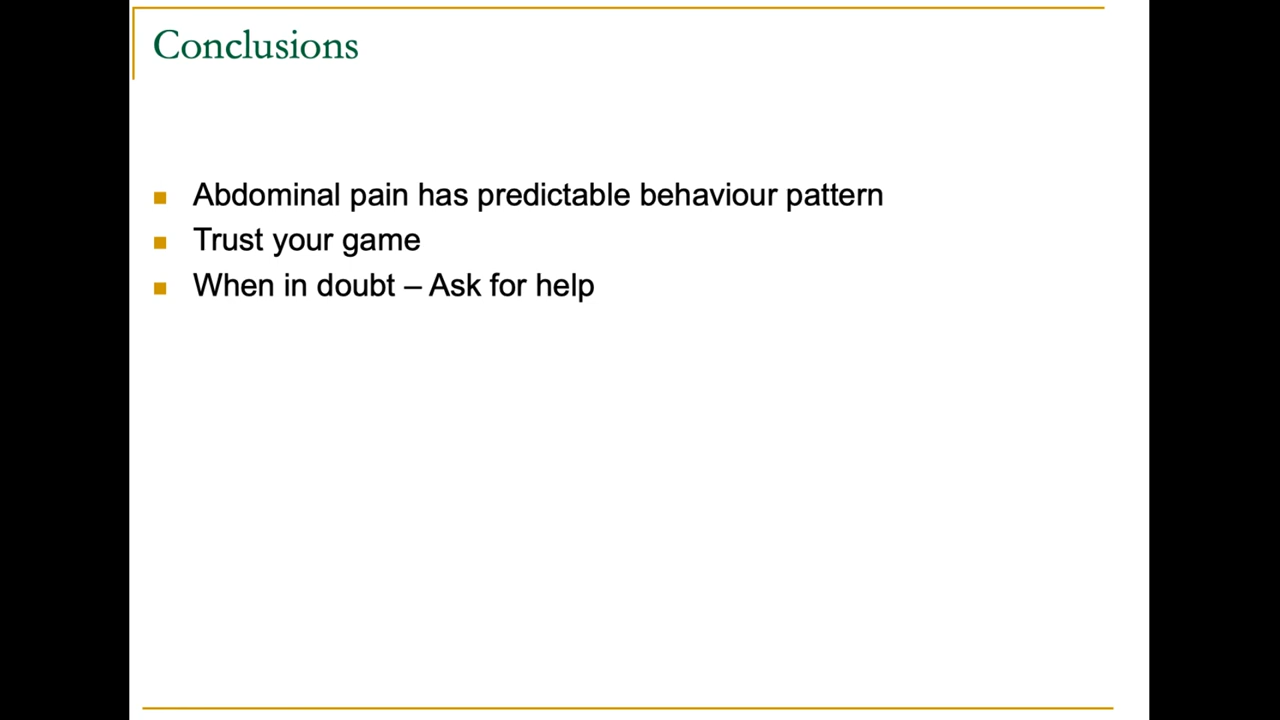 Conclusions
Abdominal pain has predictable behaviour pattern
Trust your game
When in doubt – Ask for help